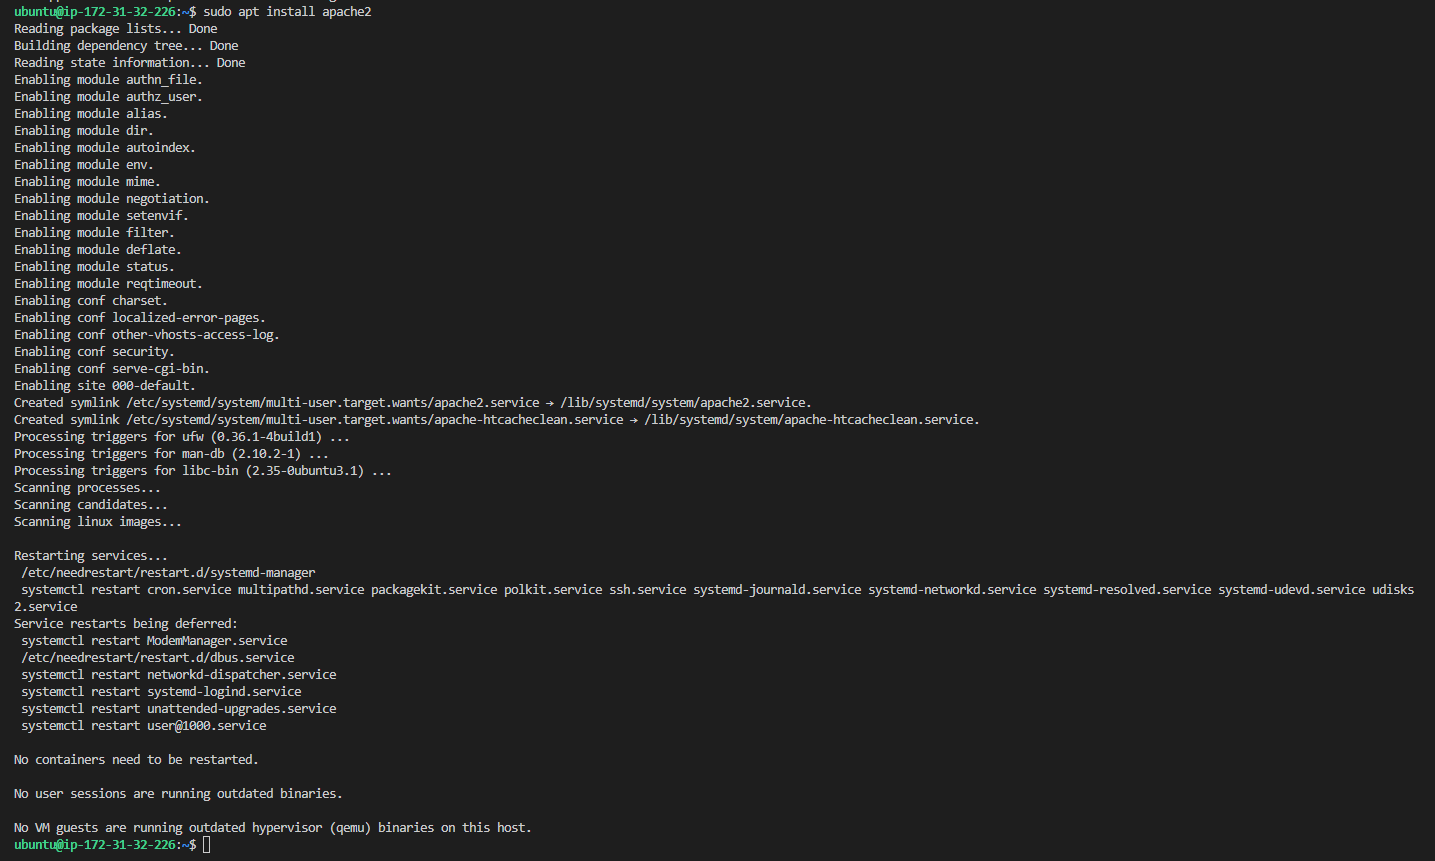 ubuntu@ip-172-31-32-226:~$ sudo apt install apache2
Reading package lists... Done
Building dependency tree... Done
Reading state information... Done
Enabling module authn_file.
Enabling module authz_user.
Enabling module alias.
Enabling module dir.
Enabling module autoindex.
Enabling module env.
Enabling module mime.
Enabling module negotiation.
Enabling module setenvif.
Enabling module filter.
Enabling module deflate.
Enabling module status.
Enabling module reqtimeout.
Enabling conf charset.
Enabling conf localized-error-pages.
Enabling conf other-vhosts-access-log.
Enabling conf security.
Enabling conf serve-cgi-bin.
Enabling site 000-default.
Created symlink /etc/systemd/system/multi-user.target.wants/apache2.service → /lib/systemd/system/apache2.service.
Created symlink /etc/systemd/system/multi-user.target.wants/apache-htcacheclean.service → /lib/systemd/system/apache-htcacheclean.service.
Processing triggers for ufw (0.36.1-4build1) ...
Processing triggers for man-db (2.10.2-1) ...
Processing triggers for libc-bin (2.35-0ubuntu3.1) ...
Scanning processes...
Scanning candidates...
Scanning linux images...
Restarting services...
/etc/needrestart/restart.d/systemd-manager
systemctl restart cron.service multipathd.service packagekit.service polkit.service ssh.service systemd-journald.service systemd-networkd.service systemd-resolved.service systemd-udevd.service udisks
2.service
Service restarts being deferred:
systemctl restart ModemManager.service
/etc/needrestart/restart.d/dbus.service
systemctl restart networkd-dispatcher.service
systemctl restart systemd-logind.service
systemctl restart unattended-upgrades.service
systemctl restart user@1000.service
No containers need to be restarted.
No user sessions are running outdated binaries.
No VM guests are running outdated hypervisor (qemu) binaries on this host.
ubuntu@ip-172-31-32-226:~$